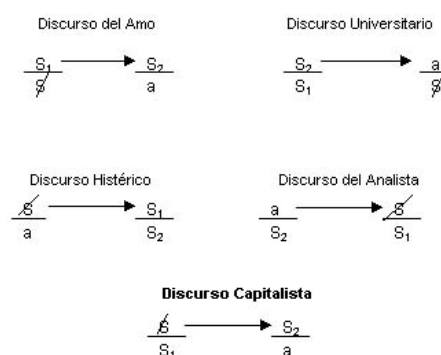 Discurso del Amo Discurso Universitario
S₁ S₂ S₂ a
$ a S₁ $
Discurso Histérico Discurso del Analista
$ S₁ a $
a S₂ S₂ S₁
Discurso Capitalista
$ S₂
S₁ a